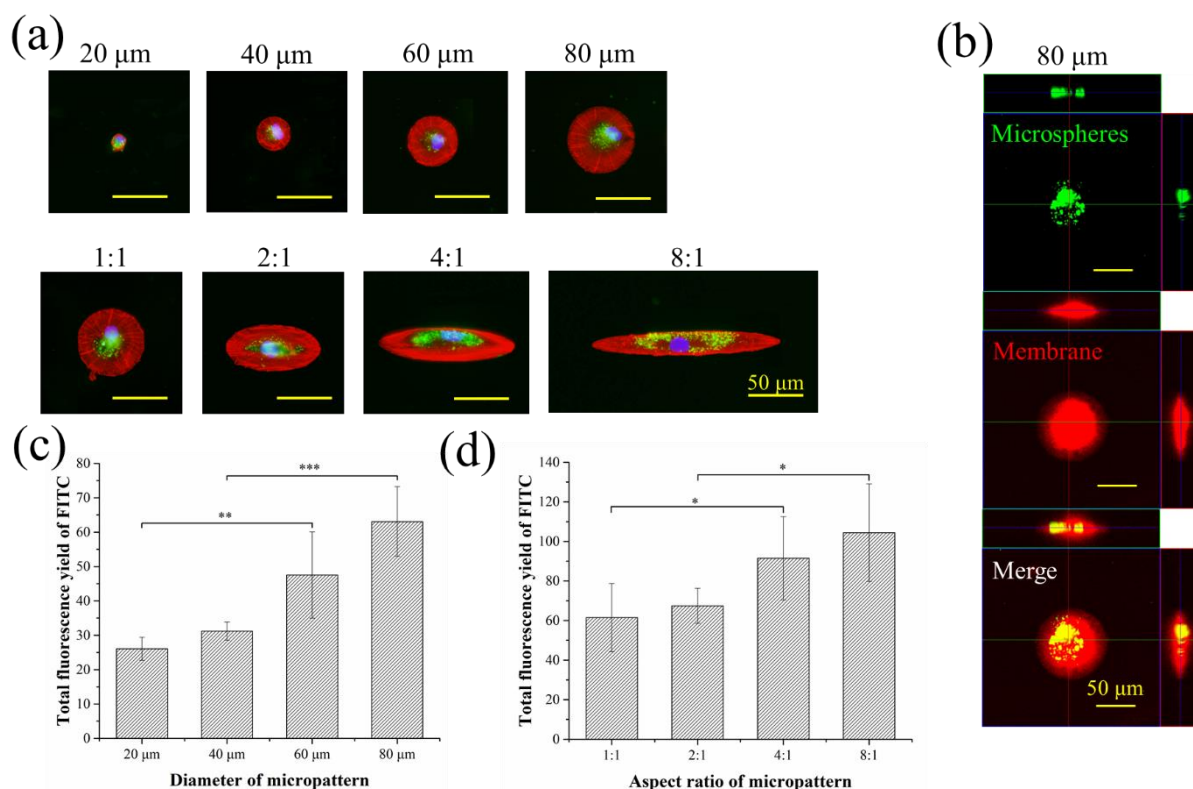 (a)
20 μm 40 μm 60 μm 80 μm
1:1 2:1 4:1 8:1
50 μm
(b)
80 μm
Microspheres
Membrane
Merge
50 μm
(c)
Total fluorescence yield of FITC
80
70
60
50
40
30
20
10
0
**
***
20 μm 40 μm 60 μm 80 μm
Diameter of micropattern
(d)
Total fluorescence yield of FITC
140
120
100
80
60
40
20
0
*
*
1:1 2:1 4:1 8:1
Aspect ratio of micropattern